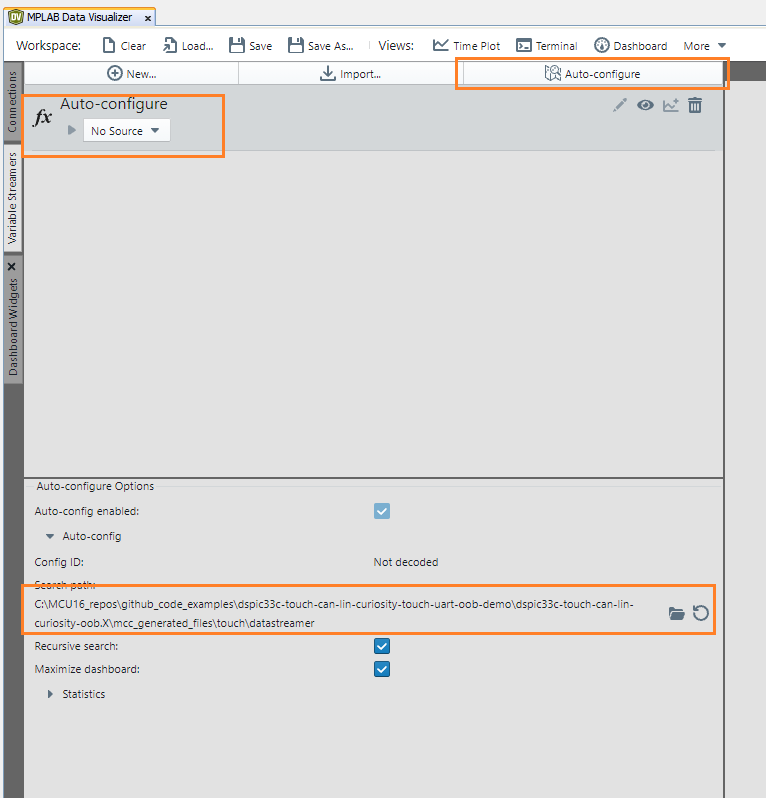 DV MPLAB Data Visualizer x
Workspace: Clear Load... Save Save As... Views: Time Plot Terminal Dashboard More
New... Import... Auto-configure
Connections
Variable Streamers
Dashboard Widgets
fx Auto-configure
No Source
Auto-configure Options
Auto-config enabled:
Auto-config
Config ID: Not decoded
Search path:
C:\MCU16_repos\github_code_examples\dspic33c-touch-can-lin-curiosity-touch-uart-oob-demo\dspic33c-touch-can-lin-
curiosity-oob.X\mcc_generated_files\touch\datastreamer
Recursive search:
Maximize dashboard:
Statistics